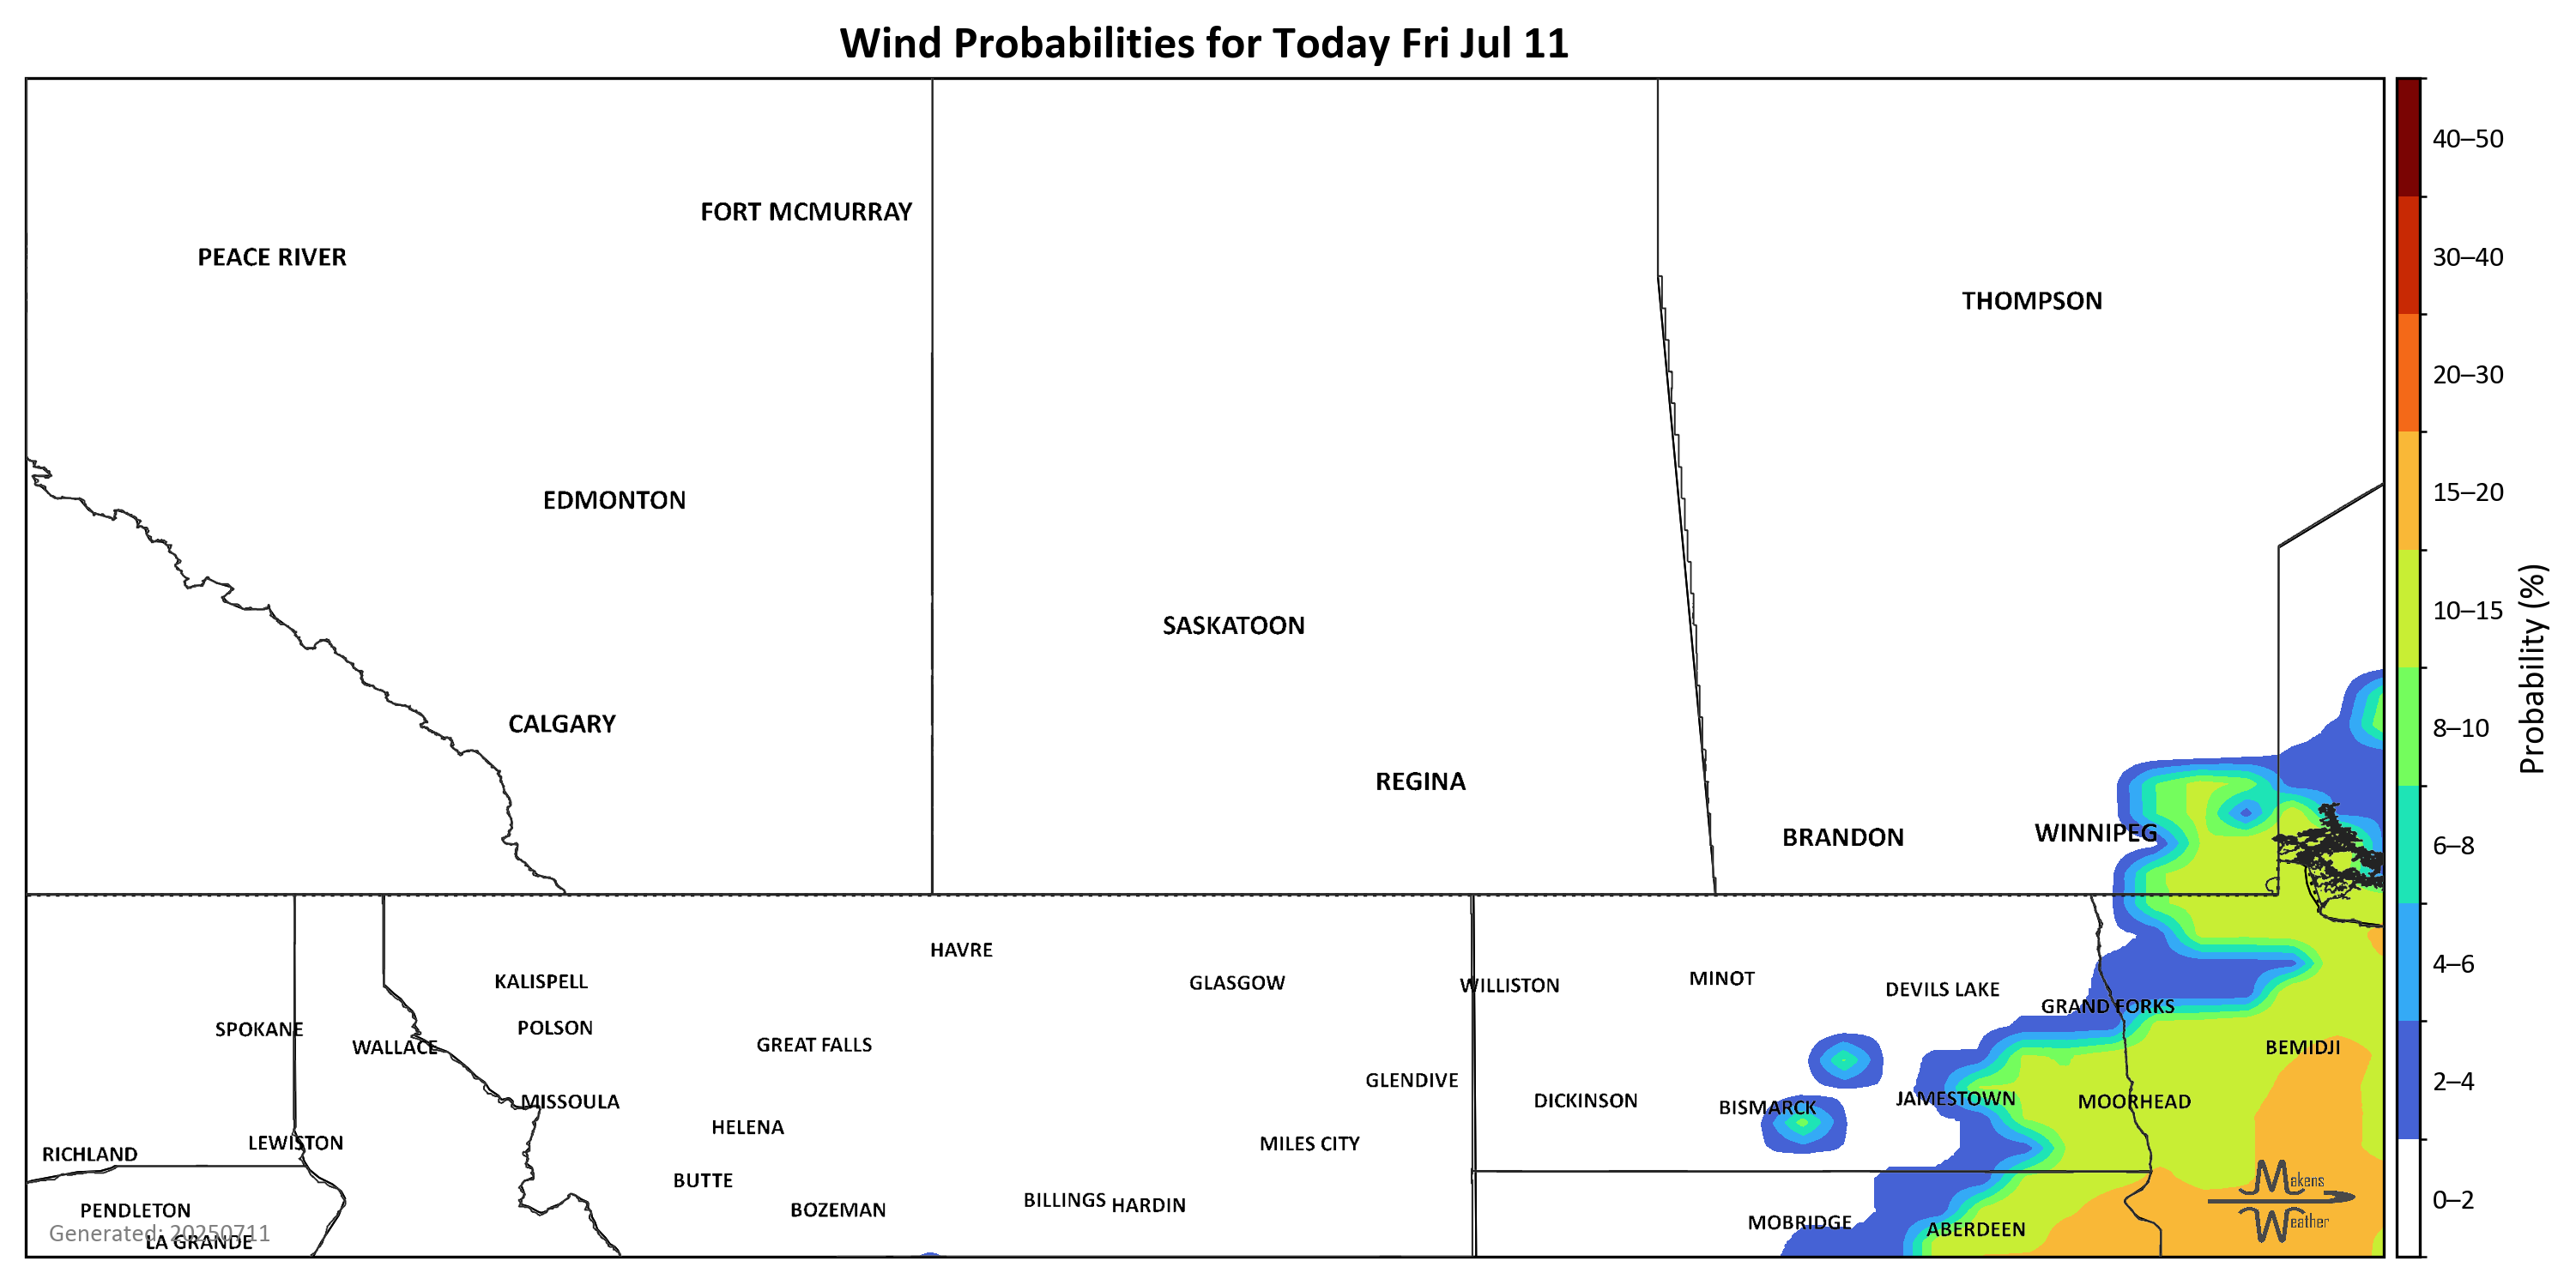 Wind Probabilities for Today Fri Jul 11
FORT MCMURRAY
PEACE RIVER
THOMPSON
EDMONTON
SASKATOON
CALGARY
REGINA
BRANDON
WINNIPEG
HAVRE
KALISPELL
GLASGOW
WILLISTON
MINOT
DEVILS LAKE
GRAND FORKS
SPOKANE
POLSON
WALLACE
GREAT FALLS
BEMIDJI
GLENDIVE
MISSOULA
DICKINSON
BISMARCK
JAMESTOWN
MOORHEAD
HELENA
LEWISTON
MILES CITY
RICHLAND
BUTTE
BILLINGS
HARDIN
PENDLETON
BOZEMAN
MOBRIDGE
ABERDEEN
Generated: 20250711
LA GRANDE
Makens
Weather
40–50
30–40
20–30
15–20
10–15
8–10
6–8
4–6
2–4
0–2
Probability (%)